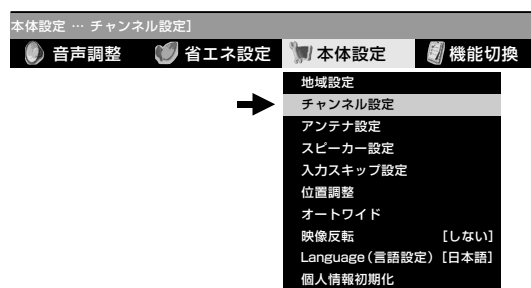 本体設定 … チャンネル設定]
音声調整 省エネ設定 本体設定 機能切換
地域設定
チャンネル設定
アンテナ設定
スピーカー設定
入力スキップ設定
位置調整
オートワイド
映像反転 [しない]
Language(言語設定) [日本語]
個人情報初期化